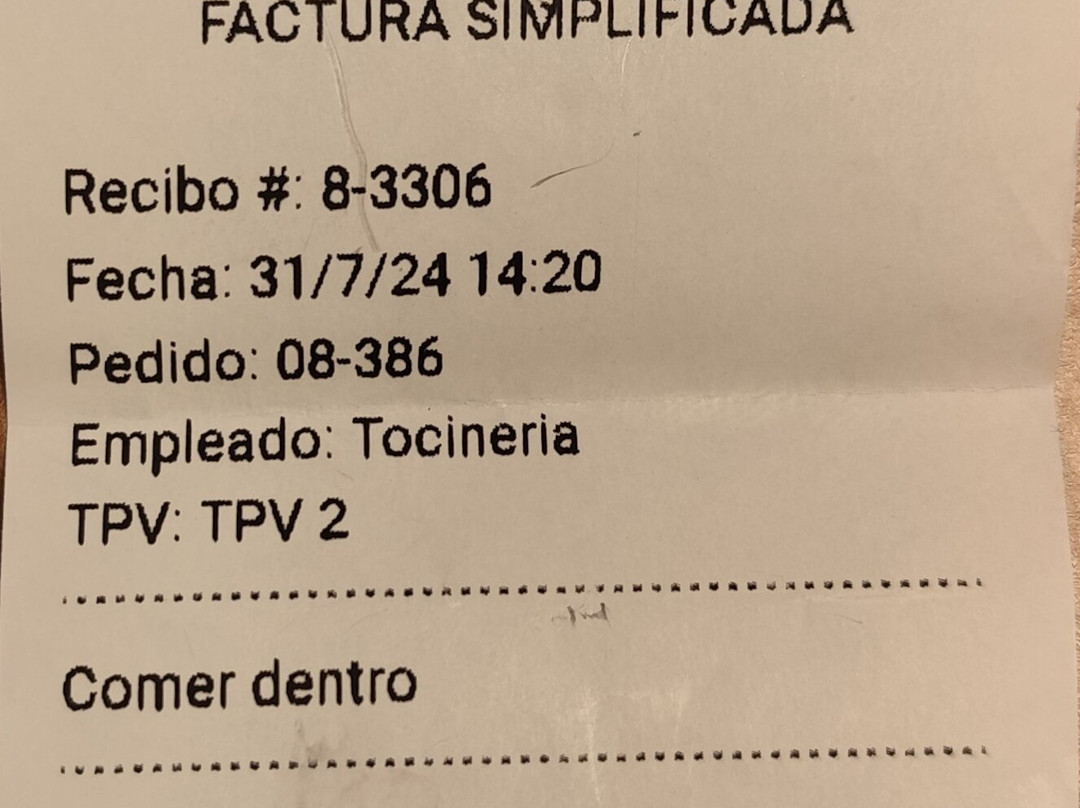 FACTURA SIMPLIFICADA
Recibo #: 8-3306
Fecha: 31/7/24 14:20
Pedido: 08-386
Empleado: Tocineria
TPV: TPV 2
Comer dentro